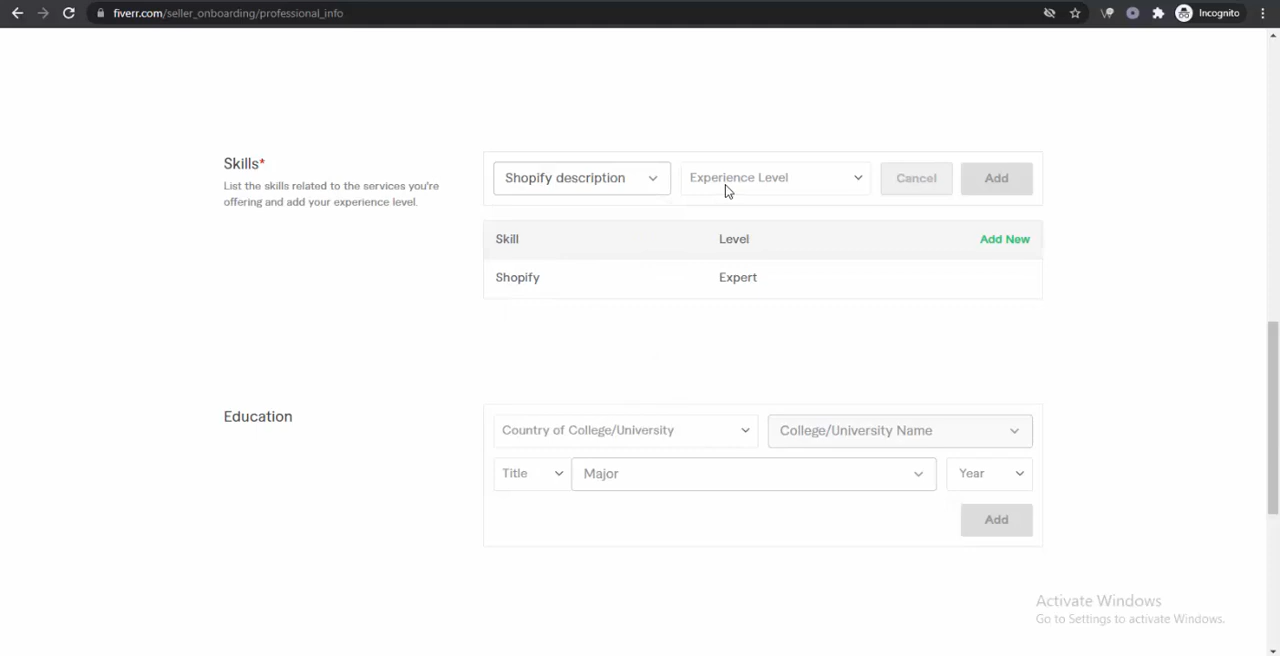 fiverr.com/seller_onboarding/professional_info
Incognito
Skills*
List the skills related to the services you're
offering and add your experience level.
Shopify description
Experience Level
Cancel
Add
Skill
Level
Add New
Shopify
Expert
Education
Country of College/University
College/University Name
Title
Major
Year
Add
Activate Windows
Go to Settings to activate Windows.